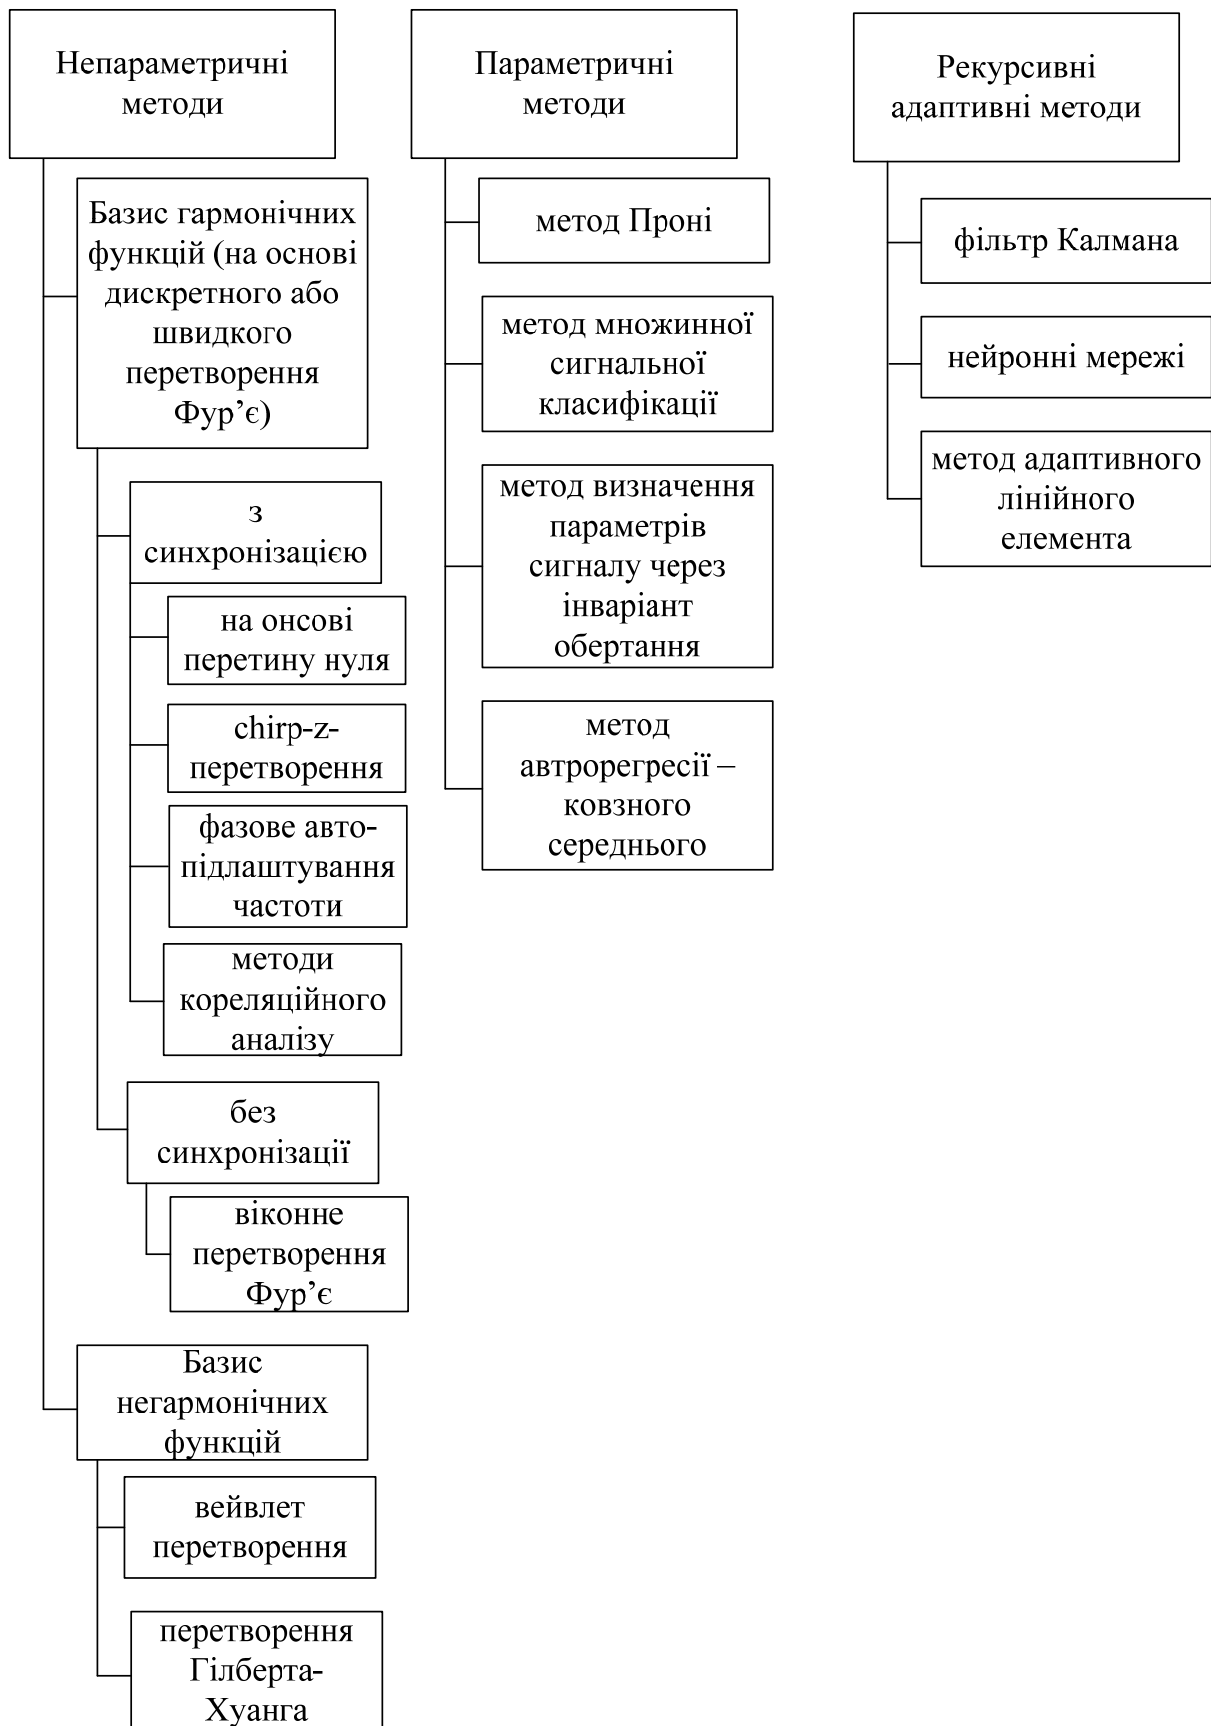 Непараметричні
методи
Базис гармонічних
функцій (на основі
дискретного або
швидкого
перетворення
Фур’є)
з
синхронізацією
на онсові
перетину нуля
chirp-z-
перетворення
фазове авто-
підлаштування
частоти
методи
кореляційного
аналізу
без
синхронізації
віконне
перетворення
Фур’є
Базис
негармонічних
функцій
вейвлет
перетворення
перетворення
Гілберта-
Хуанга
Параметричні
методи
метод Проні
метод множинної
сигнальної
класифікації
метод визначення
параметрів
сигналу через
інваріант
обертання
метод
автрорегресії –
ковзного
середнього
Рекурсивні
адаптивні методи
фільтр Калмана
нейронні мережі
метод адаптивного
лінійного
елемента